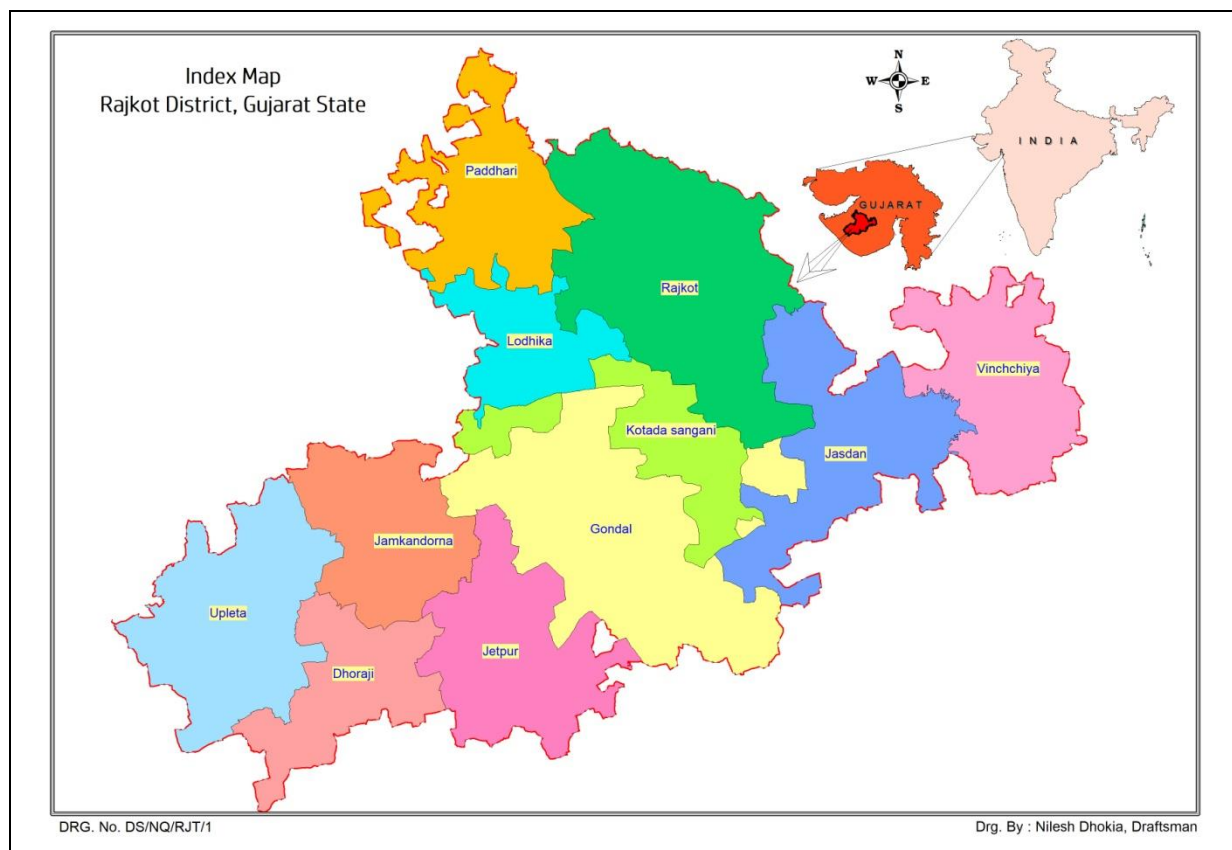 Index Map
Rajkot District, Gujarat State
N
W E
S
I N D I A
GUJARAT
Paddhari
Rajkot
Lodhika
Vinchchiya
Kotada sangani
Jasdan
Gondal
Jamkandorna
Upleta
Jetpur
Dhoraji
DRG. No. DS/NQ/RJT/1
Drg. By : Nilesh Dhokia, Draftsman